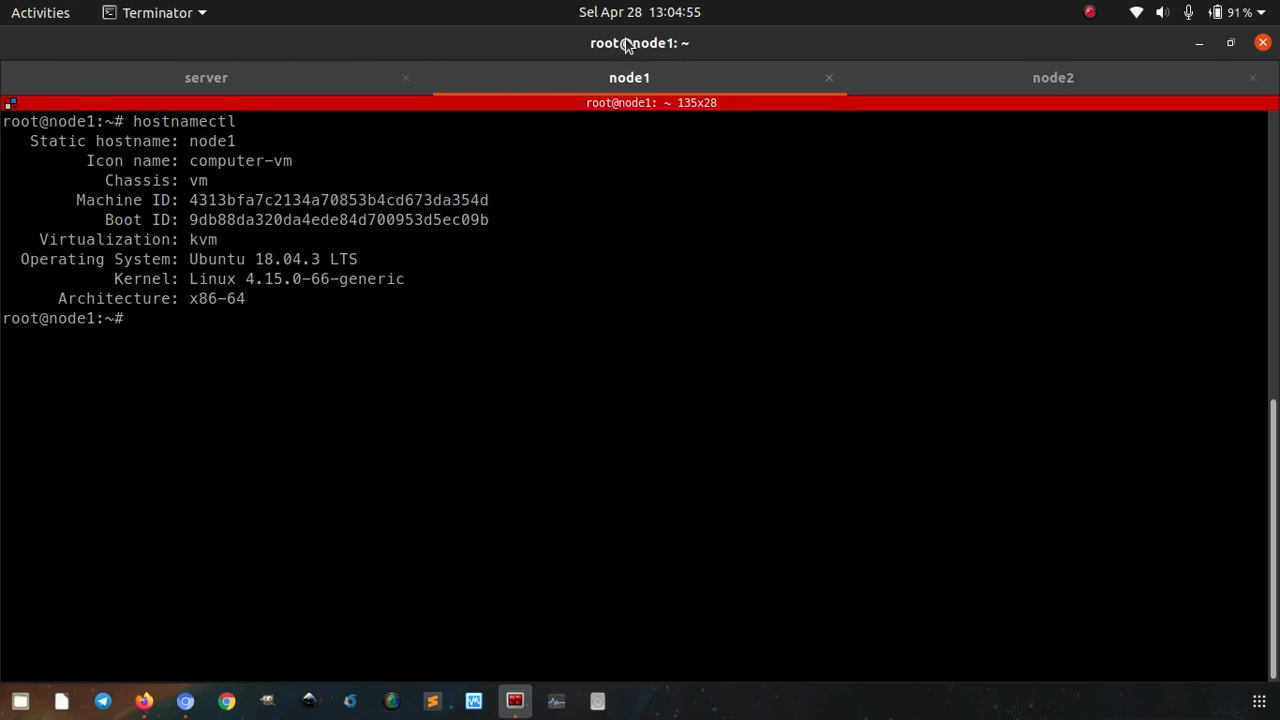 Activities Terminator Sel Apr 28 13:04:55 91%
root@node1: ~
server node1 node2
root@node1: ~ 135x28
root@node1:~# hostnamectl
Static hostname: node1
Icon name: computer-vm
Chassis: vm
Machine ID: 4313bfa7c2134a70853b4cd673da354d
Boot ID: 9db88da320da4ede84d700953d5ec09b
Virtualization: kvm
Operating System: Ubuntu 18.04.3 LTS
Kernel: Linux 4.15.0-66-generic
Architecture: x86-64
root@node1:~#